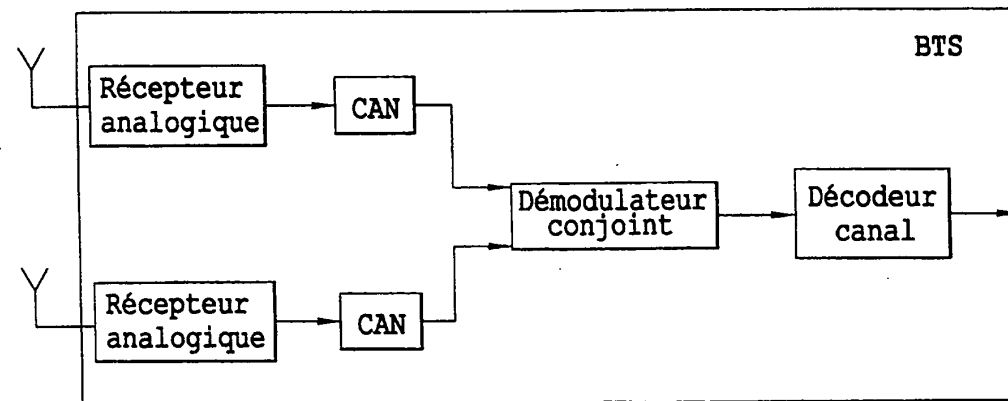 BTS
Récepteur
analogique
CAN
Démodulateur
conjoint
Décodeur
canal
Récepteur
analogique
CAN